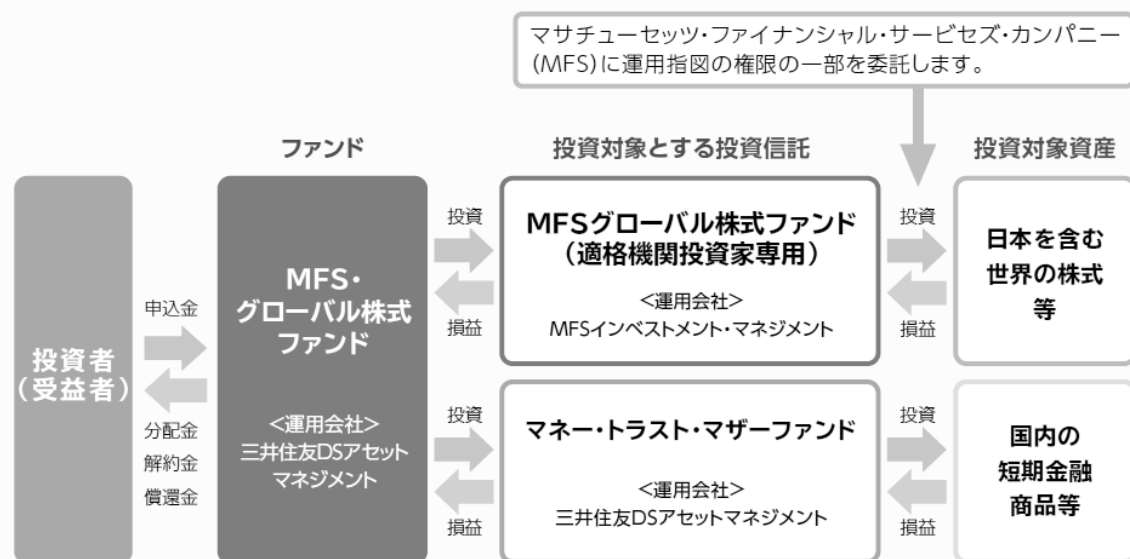 マサチューセッツ・ファイナンシャル・サービセズ・カンパニー
(MFS)に運用指図の権限の一部を委託します。
ファンド
投資対象とする投資信託
投資対象資産
投資者
(受益者)
申込金
分配金
解約金
償還金
MFS・
グローバル株式
ファンド
<運用会社>
三井住友DSアセット
マネジメント
投資
損益
MFSグローバル株式ファンド
(適格機関投資家専用)
<運用会社>
MFSインベストメント・マネジメント
投資
損益
日本を含む
世界の株式
等
投資
損益
マネー・トラスト・マザーファンド
<運用会社>
三井住友DSアセットマネジメント
投資
損益
国内の
短期金融
商品等